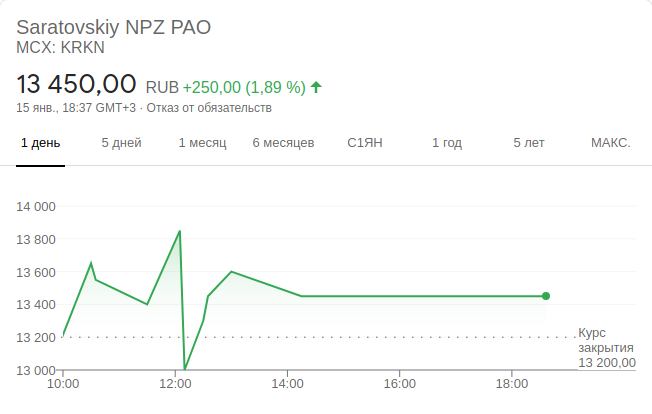 Saratovskiy NPZ PAO
MCX: KRKN
13 450,00 RUB +250,00 (1,89 %)
15 янв., 18:37 GMT+3 · Отказ от обязательств
1 день 5 дней 1 месяц 6 месяцев С1ЯН 1 год 5 лет МАКС.
14 000
13 800
13 600
13 400
13 200
13 000
Курс
закрытия
13 200,00
10:00 12:00 14:00 16:00 18:00